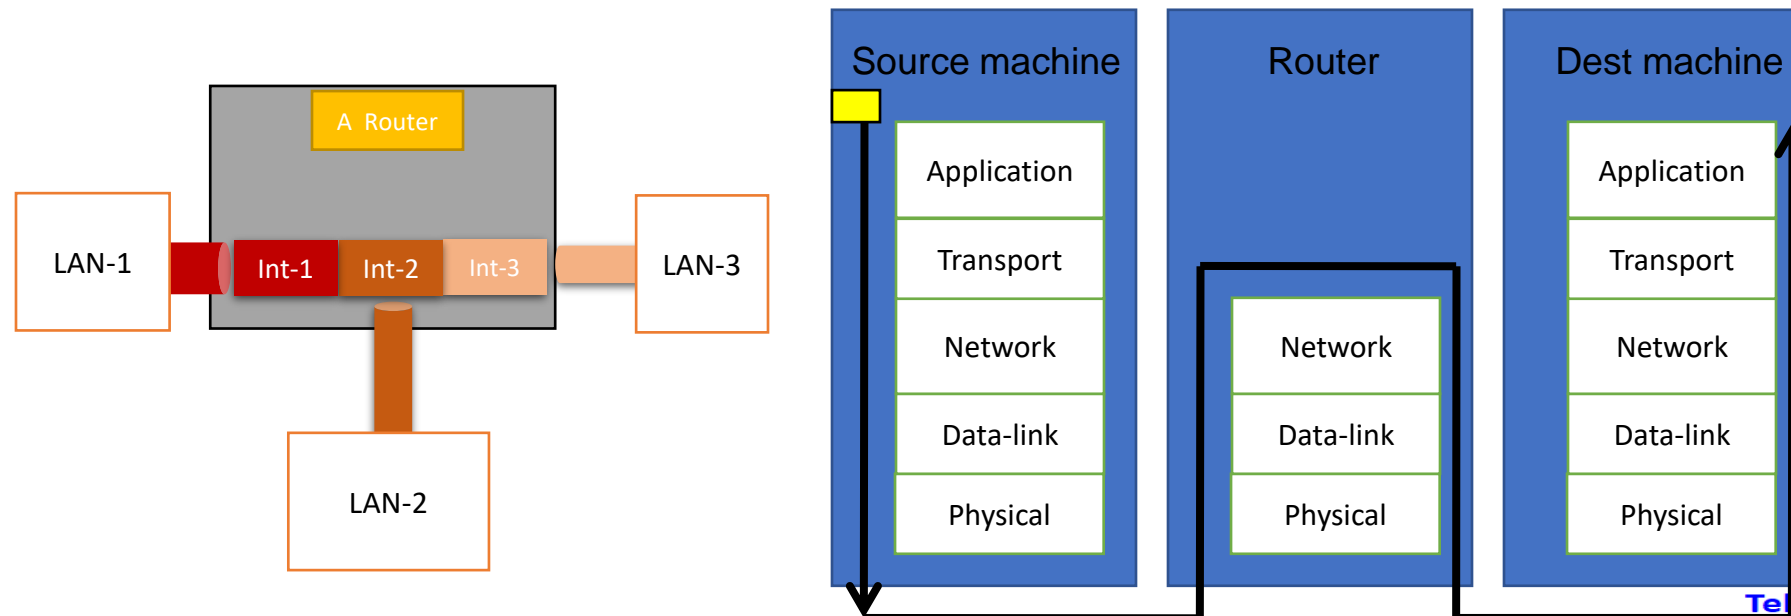 A Router
LAN-1
Int-1
Int-2
Int-3
LAN-3
LAN-2
Source machine
Application
Transport
Network
Data-link
Physical
Router
Network
Data-link
Physical
Dest machine
Application
Transport
Network
Data-link
Physical